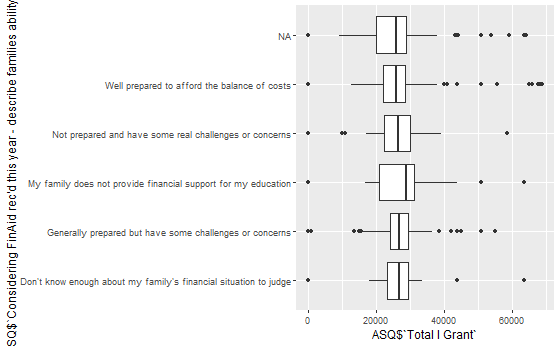 SQ$`Considering FinAid rec'd this year - describe families ability
NA
Well prepared to afford the balance of costs
Not prepared and have some real challenges or concerns
My family does not provide financial support for my education
Generally prepared but have some challenges or concerns
Don't know enough about my family's financial situation to judge
0 20000 40000 60000
ASQ$`Total I Grant`